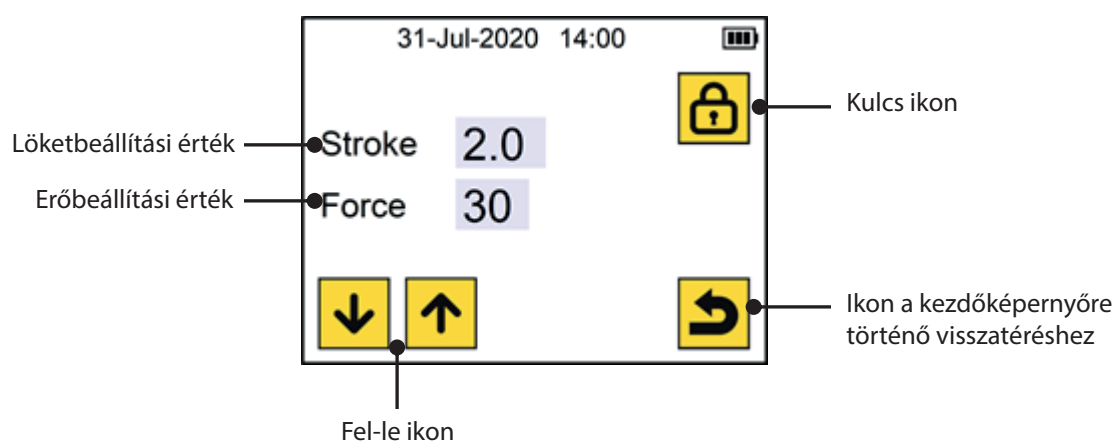 31-Jul-2020 14:00
Kulcs ikon
Löketbeállítási érték
Stroke 2.0
Erőbeállítási érték
Force 30
Ikon a kezdőképernyőre
történő visszatéréshez
Fel-le ikon